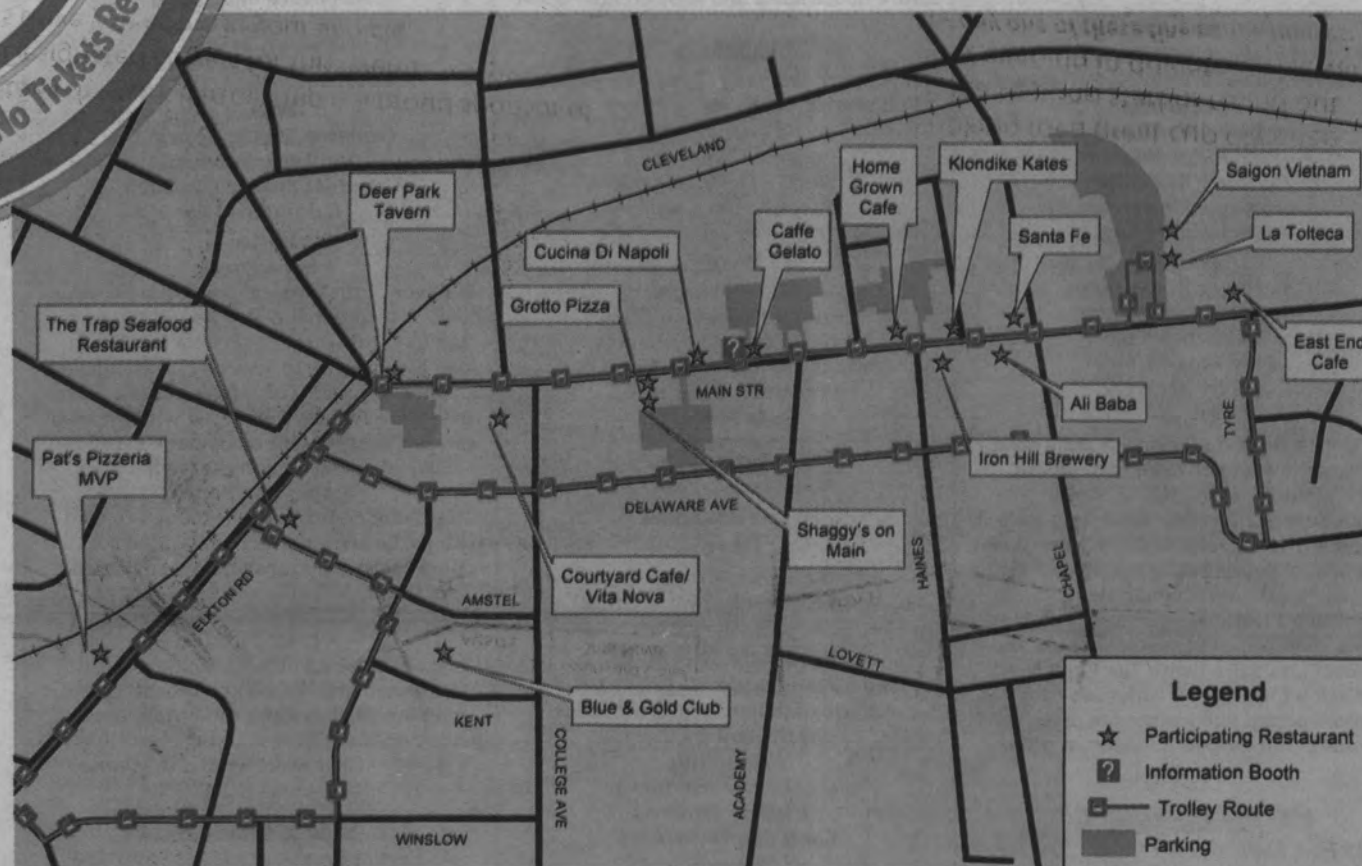 No Tickets Re
CLEVELAND
Deer Park
Tavern
Home
Grown
Cafe
Klondike Kates
Saigon Vietnam
Cucina Di Napoli
Caffe
Gelato
Santa Fe
La Tolteca
Grotto Pizza
The Trap Seafood
Restaurant
East End
Cafe
MAIN STR
Ali Baba
TYRE
Pat's Pizzeria
MVP
Iron Hill Brewery
DELAWARE AVE
Shaggy's on
Main
HAINES
CHAPEL
Courtyard Cafe/
Vita Nova
ELKTON RD
AMSTEL
LOVETT
Blue & Gold Club
KENT
COLLEGE AVE
ACADEMY
WINSLOW
Legend
Participating Restaurant
? Information Booth
Trolley Route
Parking